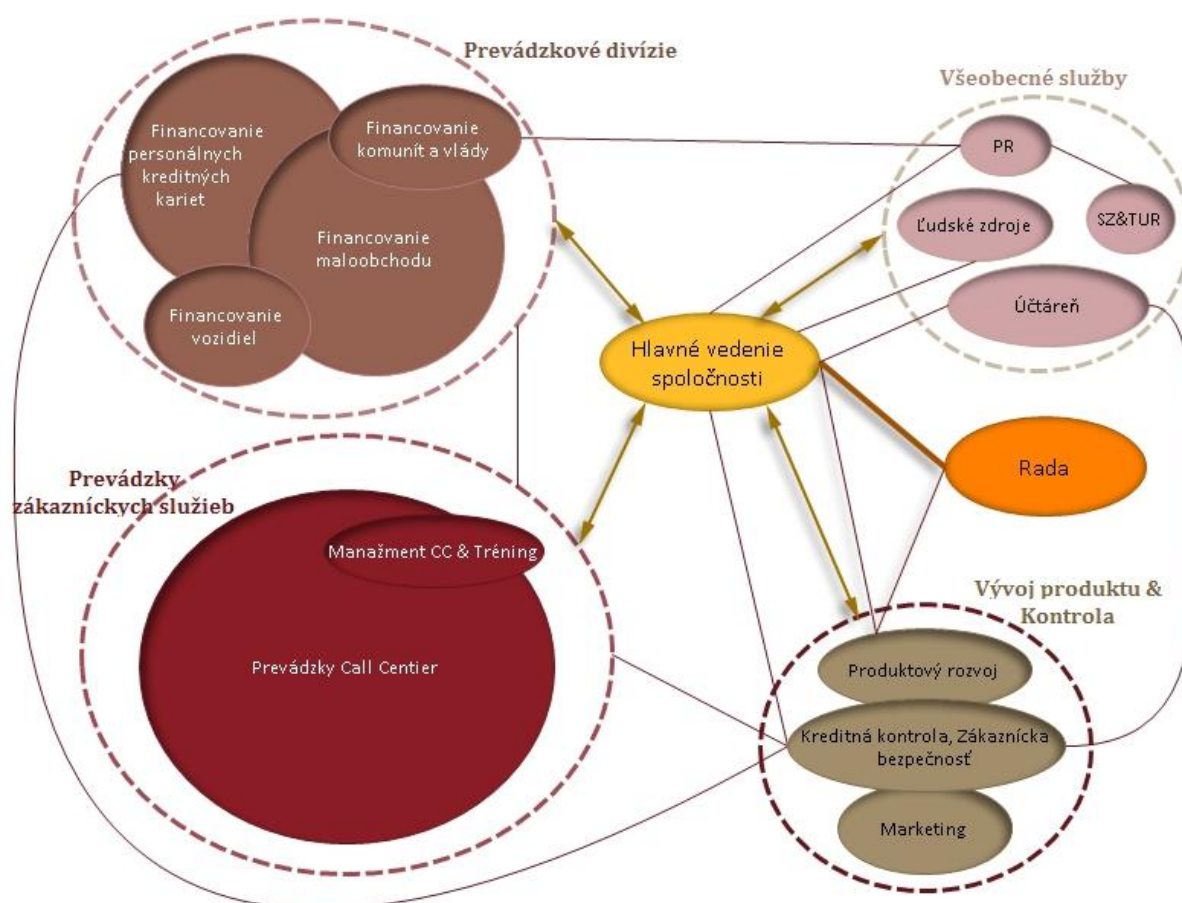 Prevádzkové divízie
Financovanie
personálnych
kreditných
kariet
Financovanie
komunít a vlády
Financovanie
maloobchodu
Financovanie
vozidiel
Všeobecné služby
PR
Ľudské zdroje
SZ&TUR
Účtáreň
Hlavné vedenie
spoločnosti
Rada
Prevádzky
zákazníckych služieb
Manažment CC & Tréning
Prevádzky Call Centier
Vývoj produktu &
Kontrola
Produktový rozvoj
Kreditná kontrola, Zákaznícka
bezpečnosť
Marketing